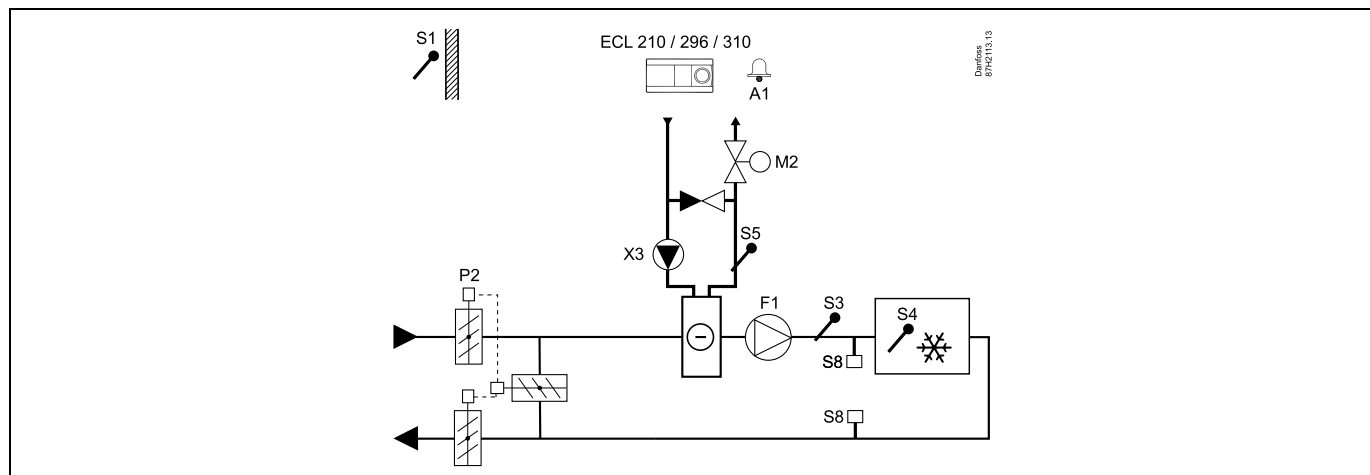 S1
ECL 210 / 296 / 310
A1
Danfoss
87H2113.13
M2
S5
X3
P2
F1
S3
S4
S8
S8